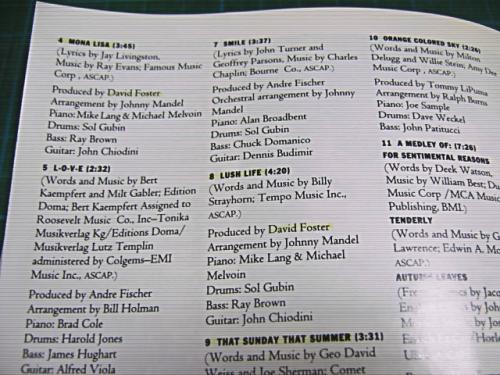 4 MONA LISA (3:45)
(Lyrics by Jay Livingston,
Music by Ray Evans; Famous Music
Corp., ASCAP.)
Produced by David Foster
Arrangement by Johnny Mandel
Piano: Mike Lang & Michael Melvoin
Drums: Sol Gubin
Bass: Ray Brown
Guitar: John Chiodini
5 L-O-V-E (2:32)
(Words and Music by Bert
Kaempfert and Milt Gabler; Edition
Doma; Bert Kaempfert Assigned to
Roosevelt Music Co., Inc–Tonika
Musikverlag Kg/Editions Doma/
Musikverlag Lutz Templin
administered by Colgems–EMI
Music Inc., ASCAP.)
Produced by Andre Fischer
Arrangement by Bill Holman
Piano: Brad Cole
Drums: Harold Jones
Bass: James Hughart
Guitar: Alfred Viola
7 SMILE (3:37)
(Lyrics by John Turner and
Geoffrey Parsons, Music by Charles
Chaplin; Bourne Co., ASCAP.)
Produced by Andre Fischer
Orchestral arrangement by Johnny
Mandel
Piano: Alan Broadbent
Drums: Sol Gubin
Bass: Chuck Domanico
Guitar: Dennis Budimir
8 LUSH LIFE (4:20)
(Words and Music by Billy
Strayhorn; Tempo Music Inc.,
ASCAP.)
Produced by David Foster
Arrangement by Johnny Mandel
Piano: Mike Lang & Michael
Melvoin
Drums: Sol Gubin
Bass: Ray Brown
Guitar: John Chiodini
9 THAT SUNDAY THAT SUMMER (3:31)
(Words and Music by Geo David
Weiss and Joe Sherman; Comet
10 ORANGE COLORED SKY (2:26)
(Words and Music by Milton
Delugg and Willie Stein; Amy Dee
Music Corp., ASCAP.)
Produced by Tommy LiPuma
Arrangement by Ralph Burns
Piano: Joe Sample
Drums: Dave Weckel
Bass: John Patitucci
11 A MEDLEY OF: (7:26)
FOR SENTIMENTAL REASONS
(Words by Deek Watson,
Music by William Best; Du
Music Corp /MCA Music
Publishing, BMI.)
TENDERLY
(Words and Music by
Lawrence; Edwin A. Mo
ASCAP.)
AUTUMN LEAVES
by Jaco